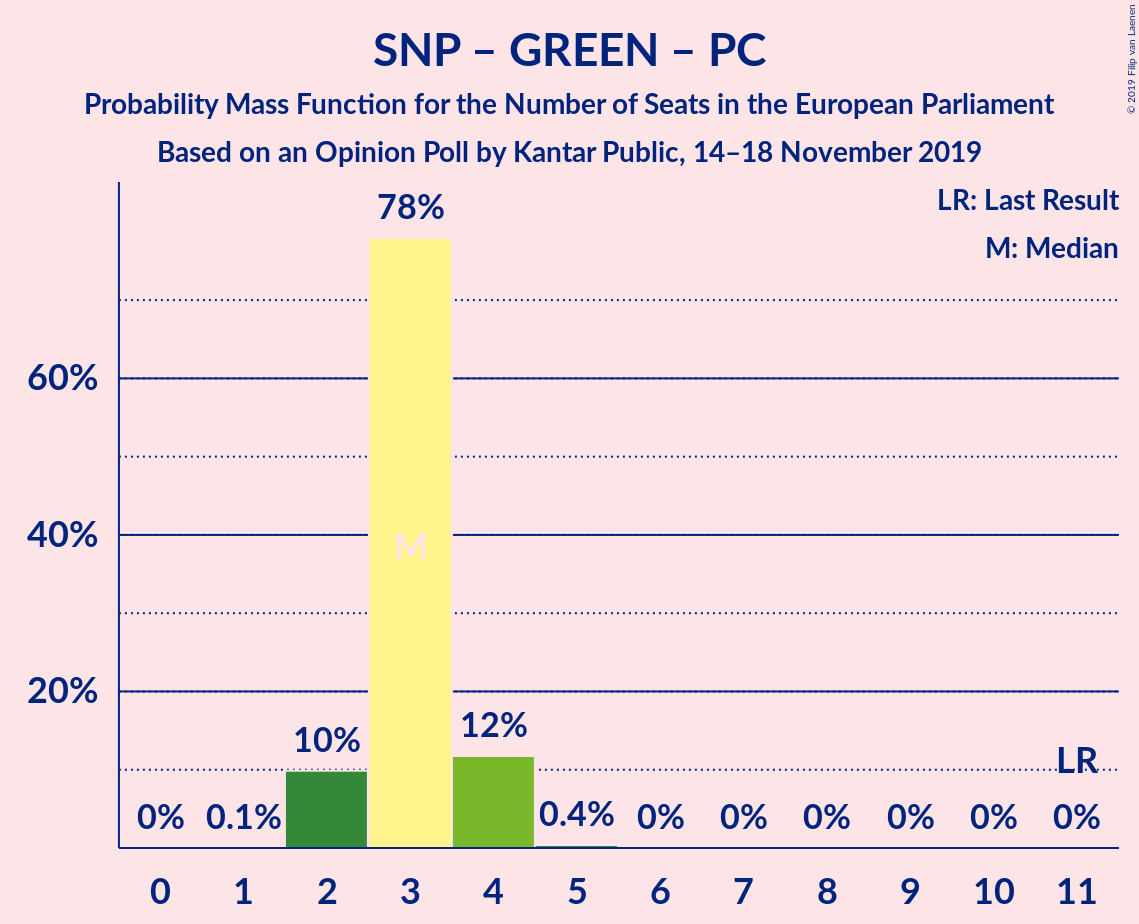 SNP – GREEN – PC
Probability Mass Function for the Number of Seats in the European Parliament
Based on an Opinion Poll by Kantar Public, 14–18 November 2019
© 2019 Filip van Laenen
LR: Last Result
M: Median
78%
60%
40%
M
20%
10%
12%
LR
0% 0.1% 0.4% 0% 0% 0% 0% 0% 0%
0 1 2 3 4 5 6 7 8 9 10 11